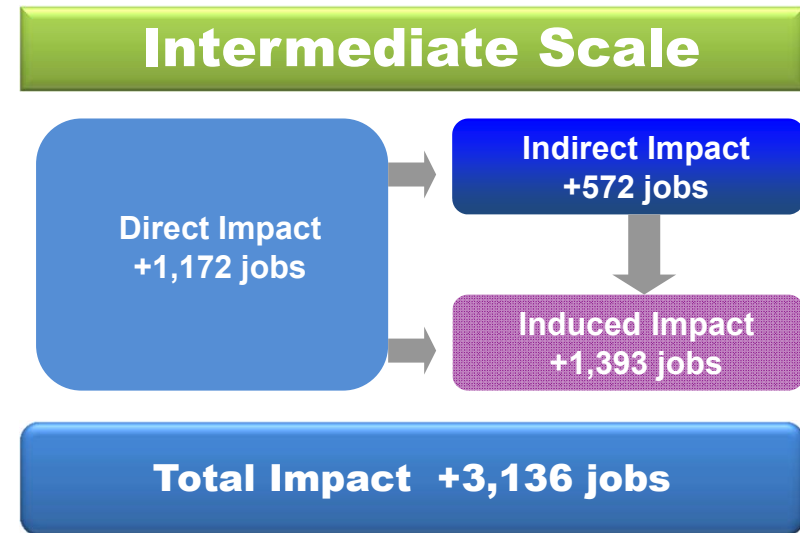 Intermediate Scale
Indirect Impact
+572 jobs
Direct Impact
+1,172 jobs
Induced Impact
+1,393 jobs
Total Impact +3,136 jobs